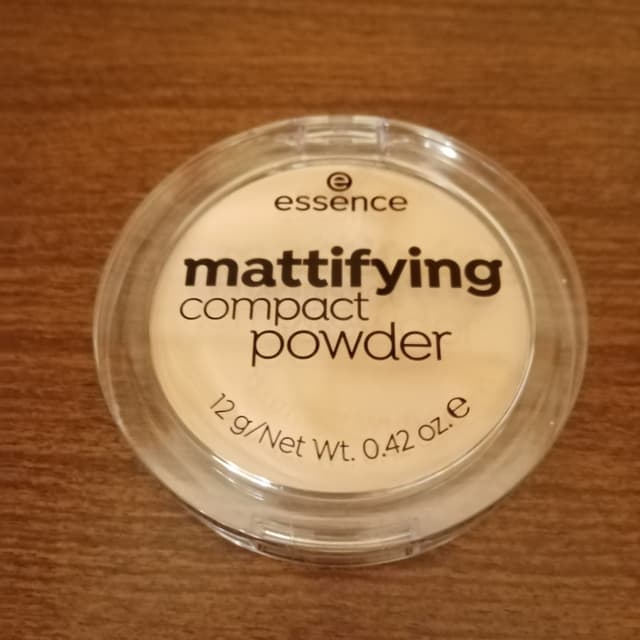 essence
mattifying
compact
powder
12 g/Net Wt. 0.42 oz. ℮